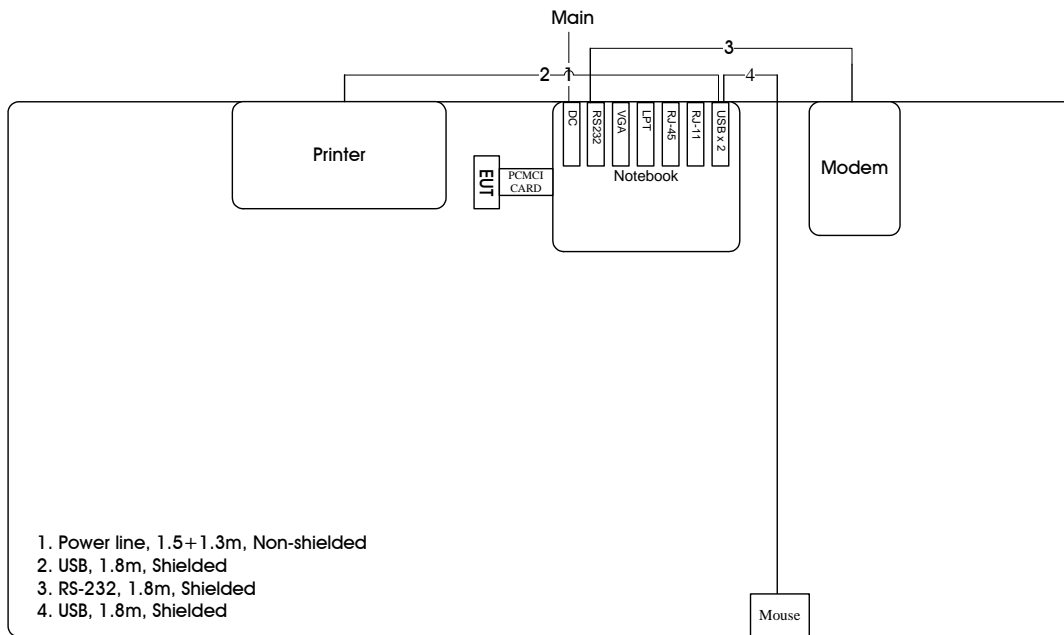 Main
3
2
1
4
Printer
DC
RS232
VGA
LPT
RJ-45
RJ-11
USB x 2
Notebook
EUT
PCMCI
CARD
Modem
1. Power line, 1.5+1.3m, Non-shielded
2. USB, 1.8m, Shielded
3. RS-232, 1.8m, Shielded
4. USB, 1.8m, Shielded
Mouse